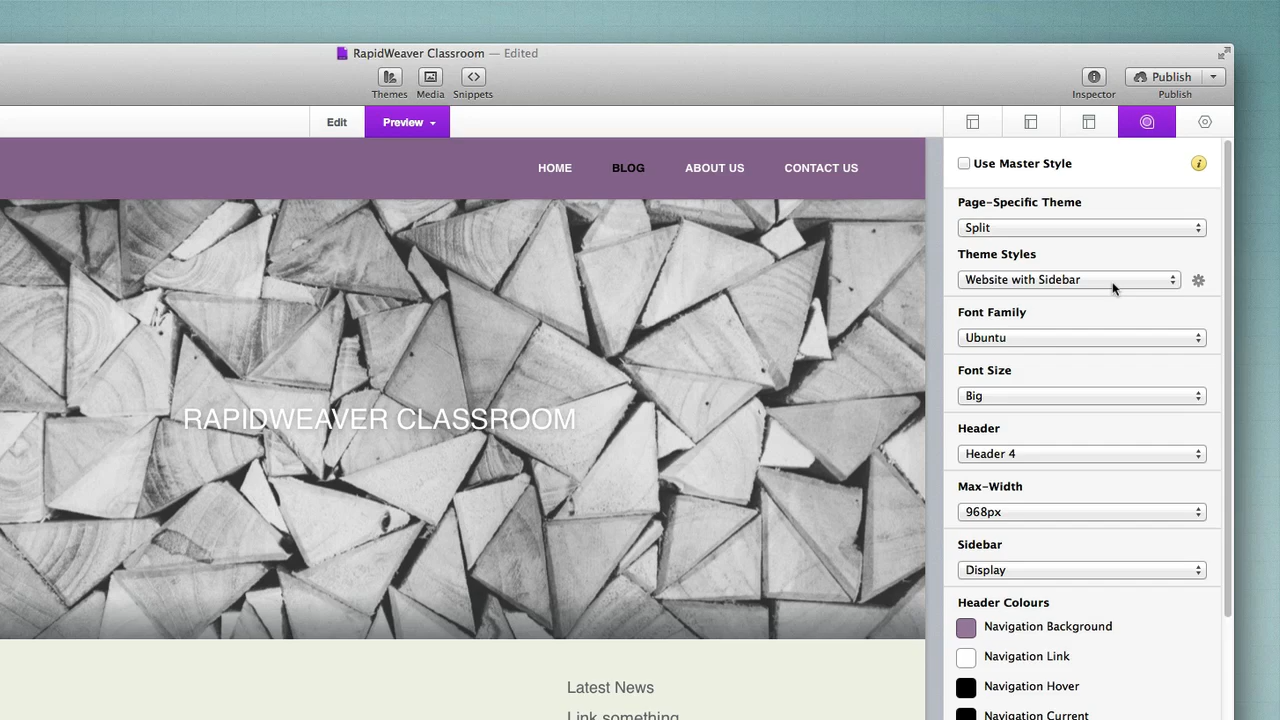 RapidWeaver Classroom — Edited
Themes Media Snippets
Inspector
Publish
Publish
Edit
Preview
HOME BLOG ABOUT US CONTACT US
RAPIDWEAVER CLASSROOM
Latest News
Link something
Use Master Style
i
Page-Specific Theme
Split
Theme Styles
Website with Sidebar
Font Family
Ubuntu
Font Size
Big
Header
Header 4
Max-Width
968px
Sidebar
Display
Header Colours
Navigation Background
Navigation Link
Navigation Hover
Navigation Current